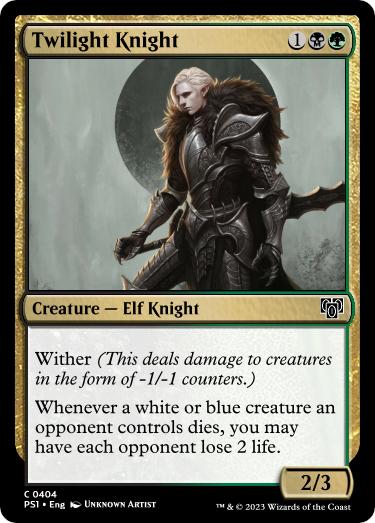 Twilight Knight 1
Creature — Elf Knight
Wither (This deals damage to creatures
in the form of -1/-1 counters.)
Whenever a white or blue creature an
opponent controls dies, you may
have each opponent lose 2 life.
2/3
C 0404
PS1 • Eng Unknown Artist
™ & © 2023 Wizards of the Coast